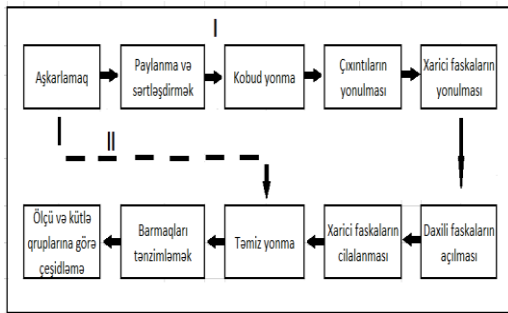 I
Aşkarlamaq
Paylanma və
sərtləşdirmək
Kobud yonma
Çıxıntıların
yonulması
Xarici faskaların
yonulması
II
Ölçü və kütlə
qruplarına görə
çeşidləmə
Barmaqları
tənzimləmək
Təmiz yonma
Xarici faskaların
cilalanması
Daxili faskaların
açılması